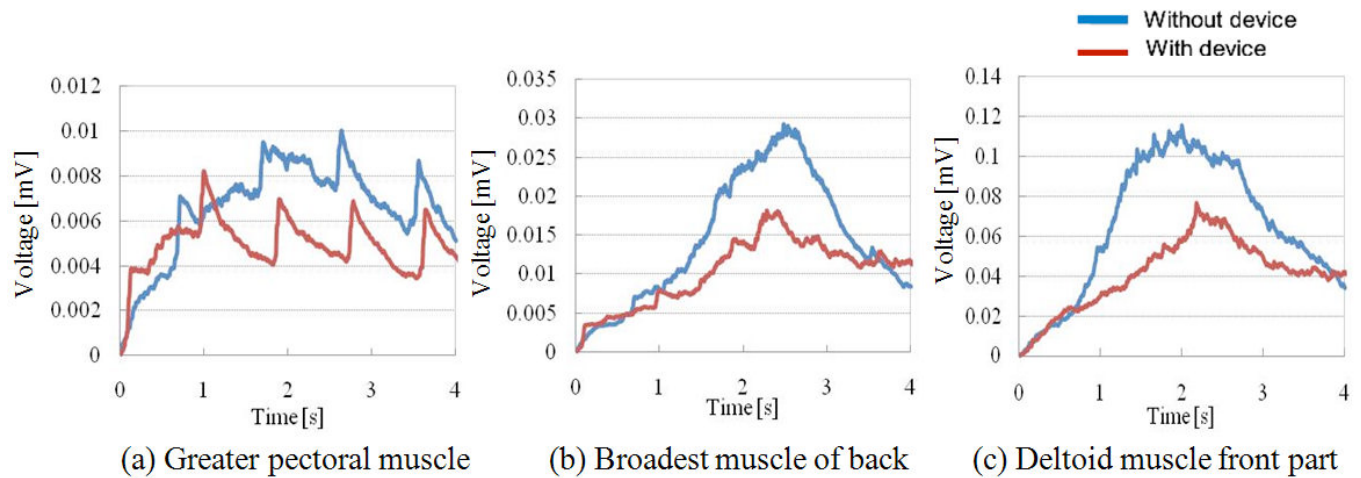 Without device
With device
0.012
0.01
0.008
0.006
0.004
0.002
0
Voltage [mV]
0 1 2 3 4
Time [s]
(a) Greater pectoral muscle
0.035
0.03
0.025
0.02
0.015
0.01
0.005
0
Voltage [mV]
0 1 2 3 4
Time [s]
(b) Broadest muscle of back
0.14
0.12
0.1
0.08
0.06
0.04
0.02
0
Voltage [mV]
0 1 2 3 4
Time [s]
(c) Deltoid muscle front part